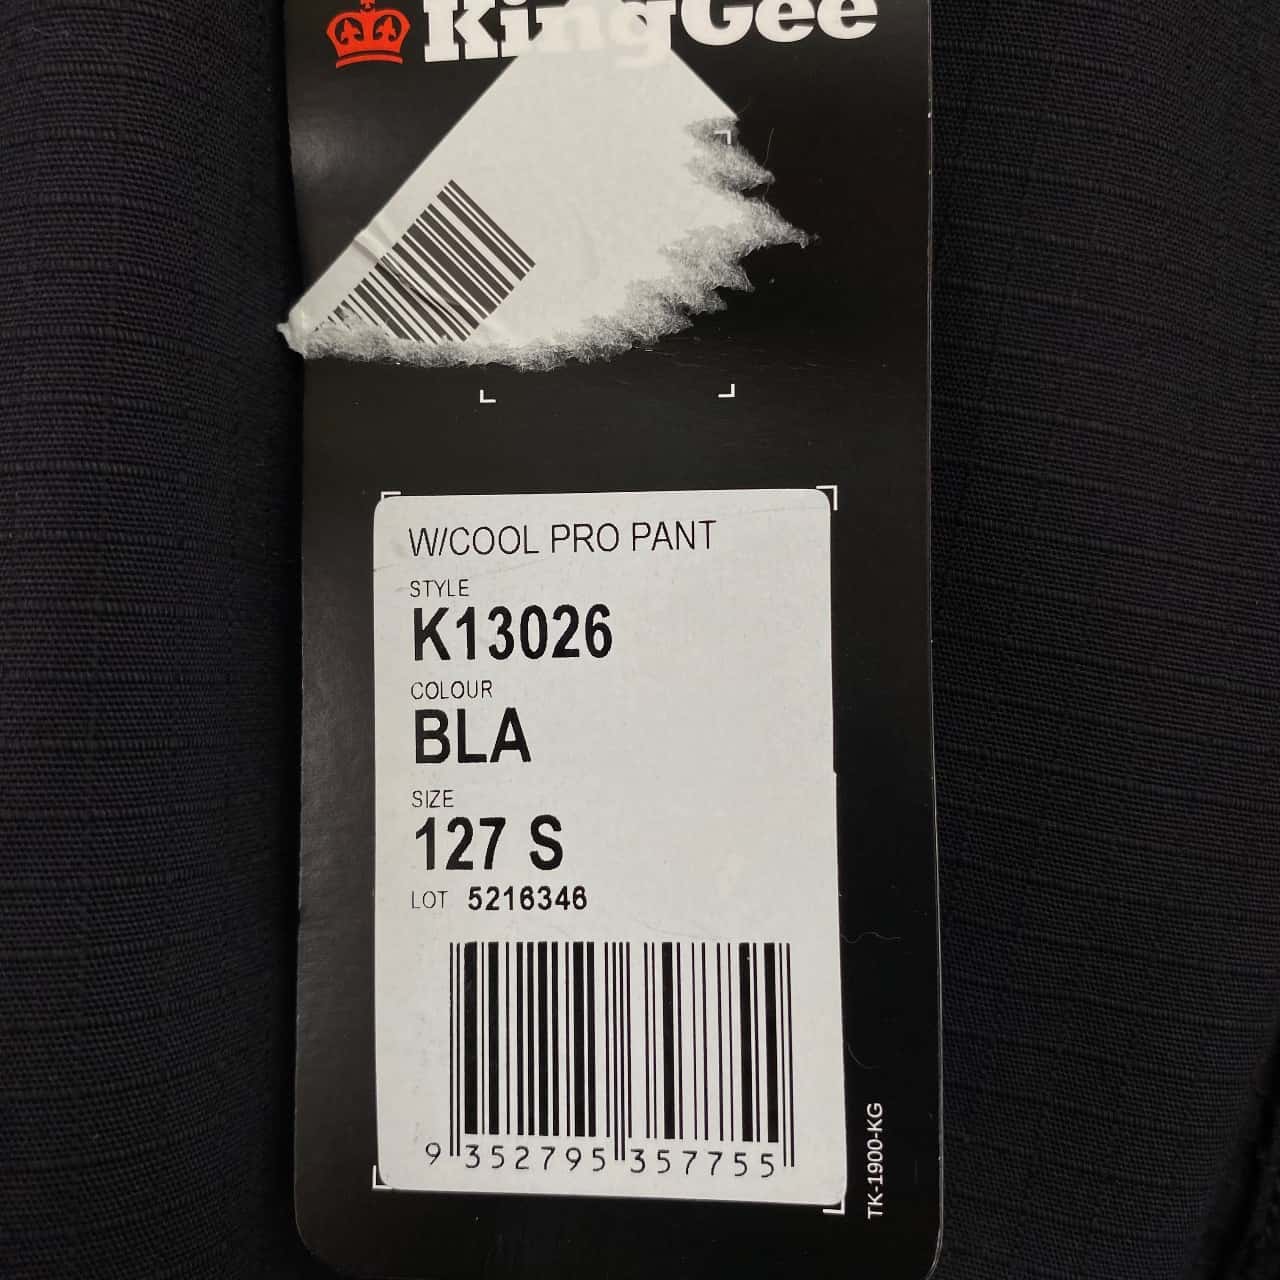 KingGee
W/COOL PRO PANT
STYLE
K13026
COLOUR
BLA
SIZE
127 S
LOT 5216346
9 352795 357755
TK-1900-KG